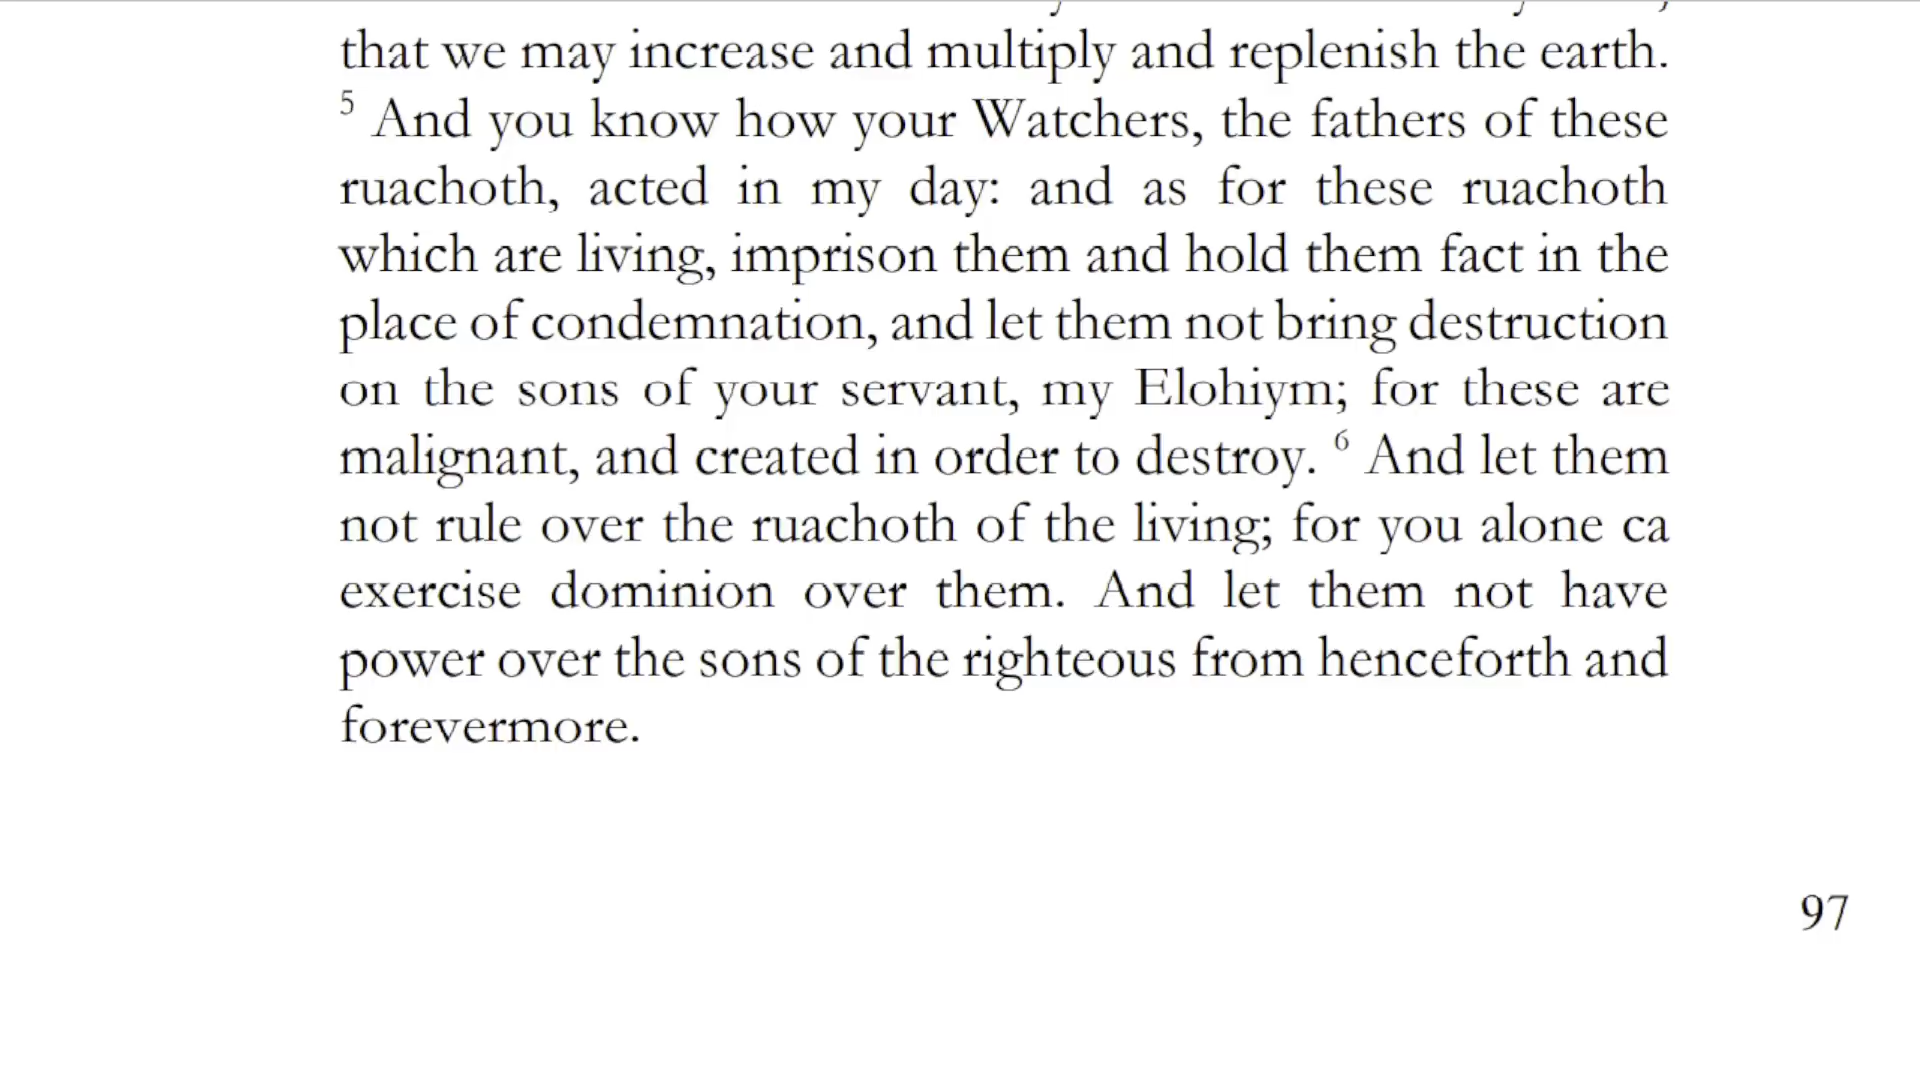 that we may increase and multiply and replenish the earth.
5 And you know how your Watchers, the fathers of these
ruachoth, acted in my day: and as for these ruachoth
which are living, imprison them and hold them fact in the
place of condemnation, and let them not bring destruction
on the sons of your servant, my Elohiym; for these are
malignant, and created in order to destroy. 6 And let them
not rule over the ruachoth of the living; for you alone ca
exercise dominion over them. And let them not have
power over the sons of the righteous from henceforth and
forevermore.
97